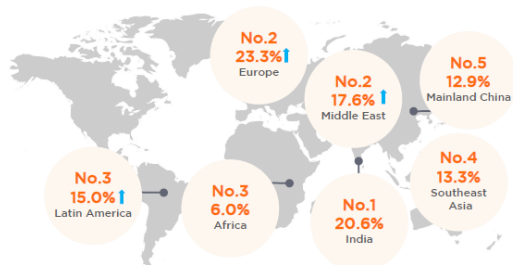 No.2
23.3%
Europe
No.2
17.6%
Middle East
No.5
12.9%
Mainland China
No.3
15.0%
Latin America
No.3
6.0%
Africa
No.1
20.6%
India
No.4
13.3%
Southeast
Asia